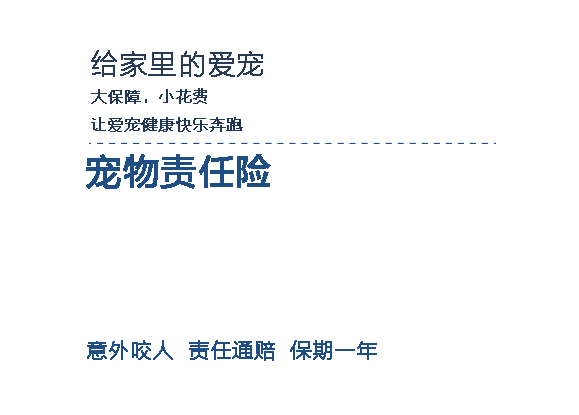 给家里的爱宠
大保障，小花费
让爱宠健康快乐奔跑
宠物责任险
意外咬人 责任通赔 保期一年